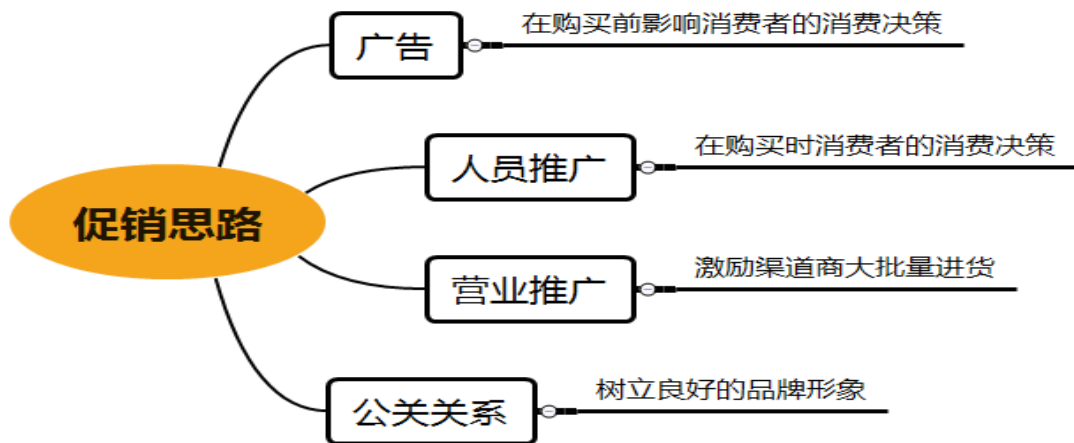 广告
在购买前影响消费者的消费决策
人员推广
在购买时消费者的消费决策
促销思路
营业推广
激励渠道商大批量进货
公关关系
树立良好的品牌形象